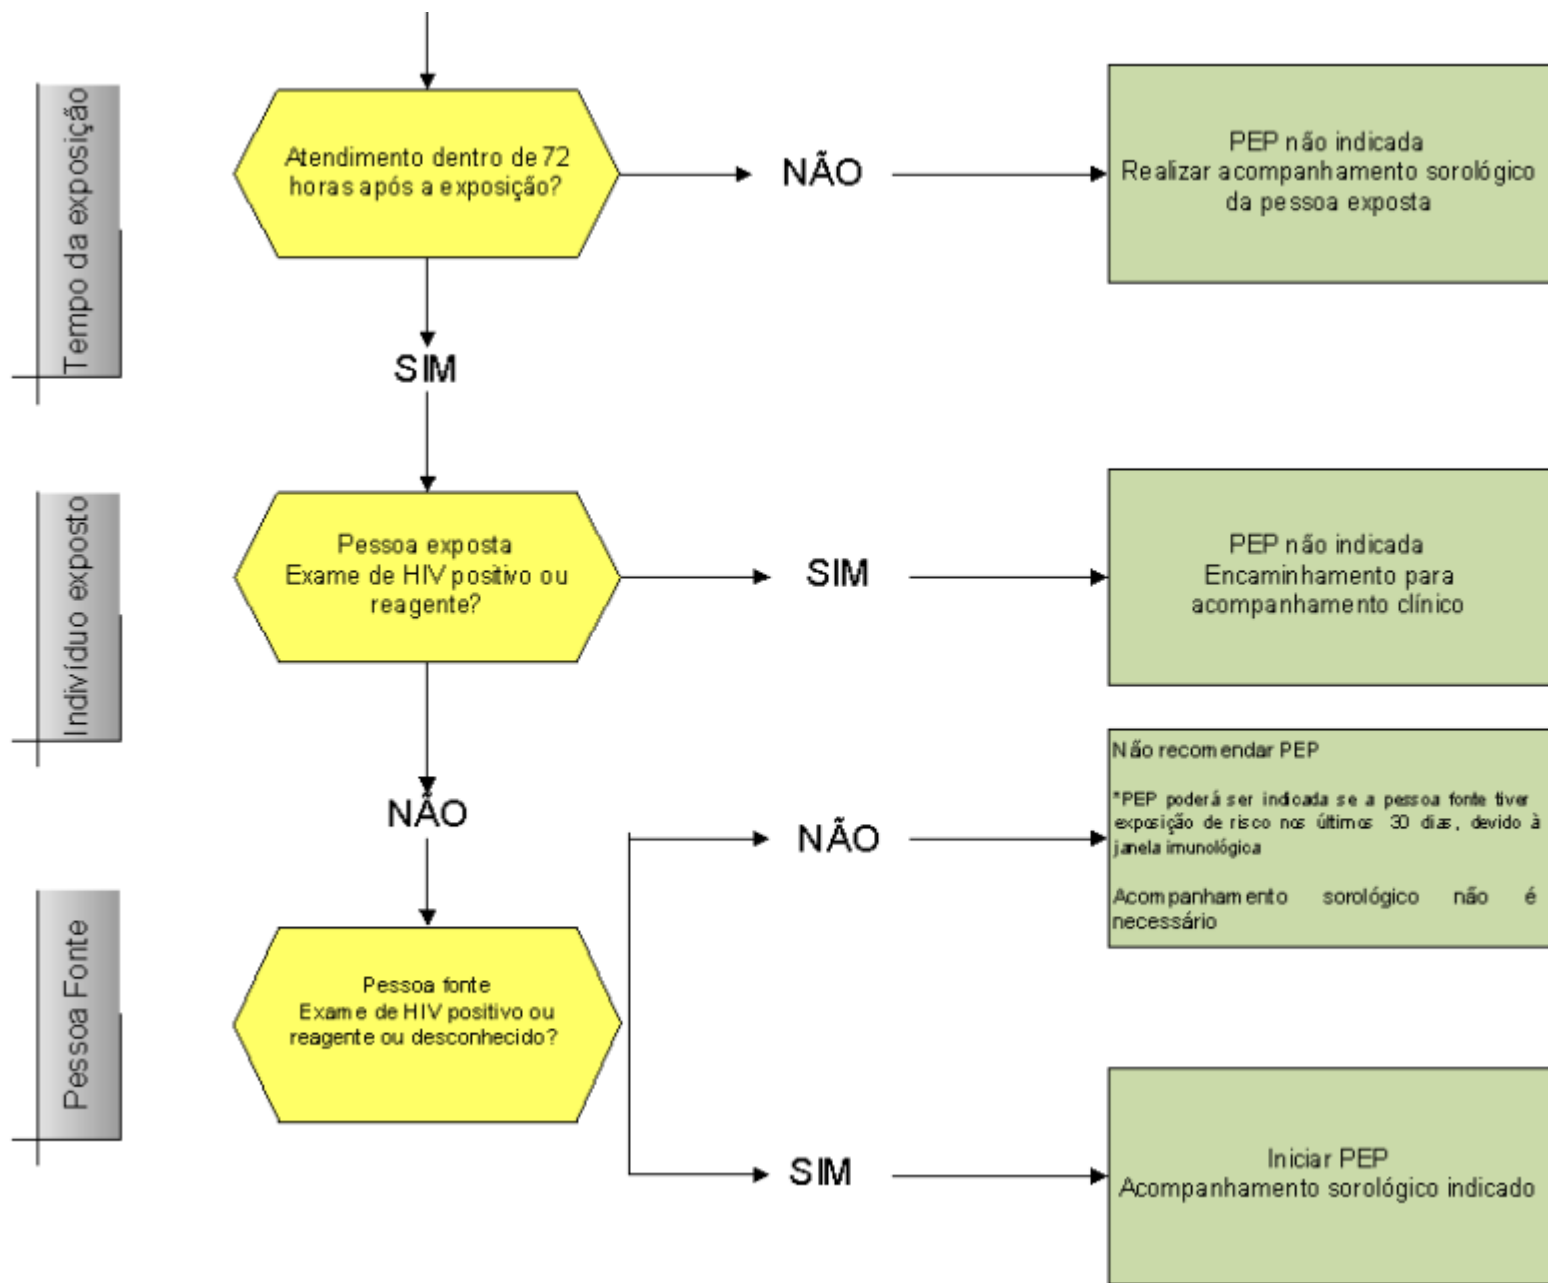 Tempo da exposição
Atendimento dentro de 72
horas após a exposição?
NÃO
PEP não indicada
Realizar acompanhamento sorológico
da pessoa exposta
SIM
Indivíduo exposto
Pessoa exposta
Exame de HIV positivo ou
reagente?
SIM
PEP não indicada
Encaminhamento para
acompanhamento clínico
NÃO
Pessoa Fonte
Pessoa fonte
Exame de HIV positivo ou
reagente ou desconhecido?
NÃO
Não recomendar PEP
*PEP poderá ser indicada se a pessoa fonte tiver
exposição de risco nos últimos 30 dias, devido à
janela imunológica
Acompanhamento sorológico não é
necessário
SIM
Iniciar PEP
Acompanhamento sorológico indicado